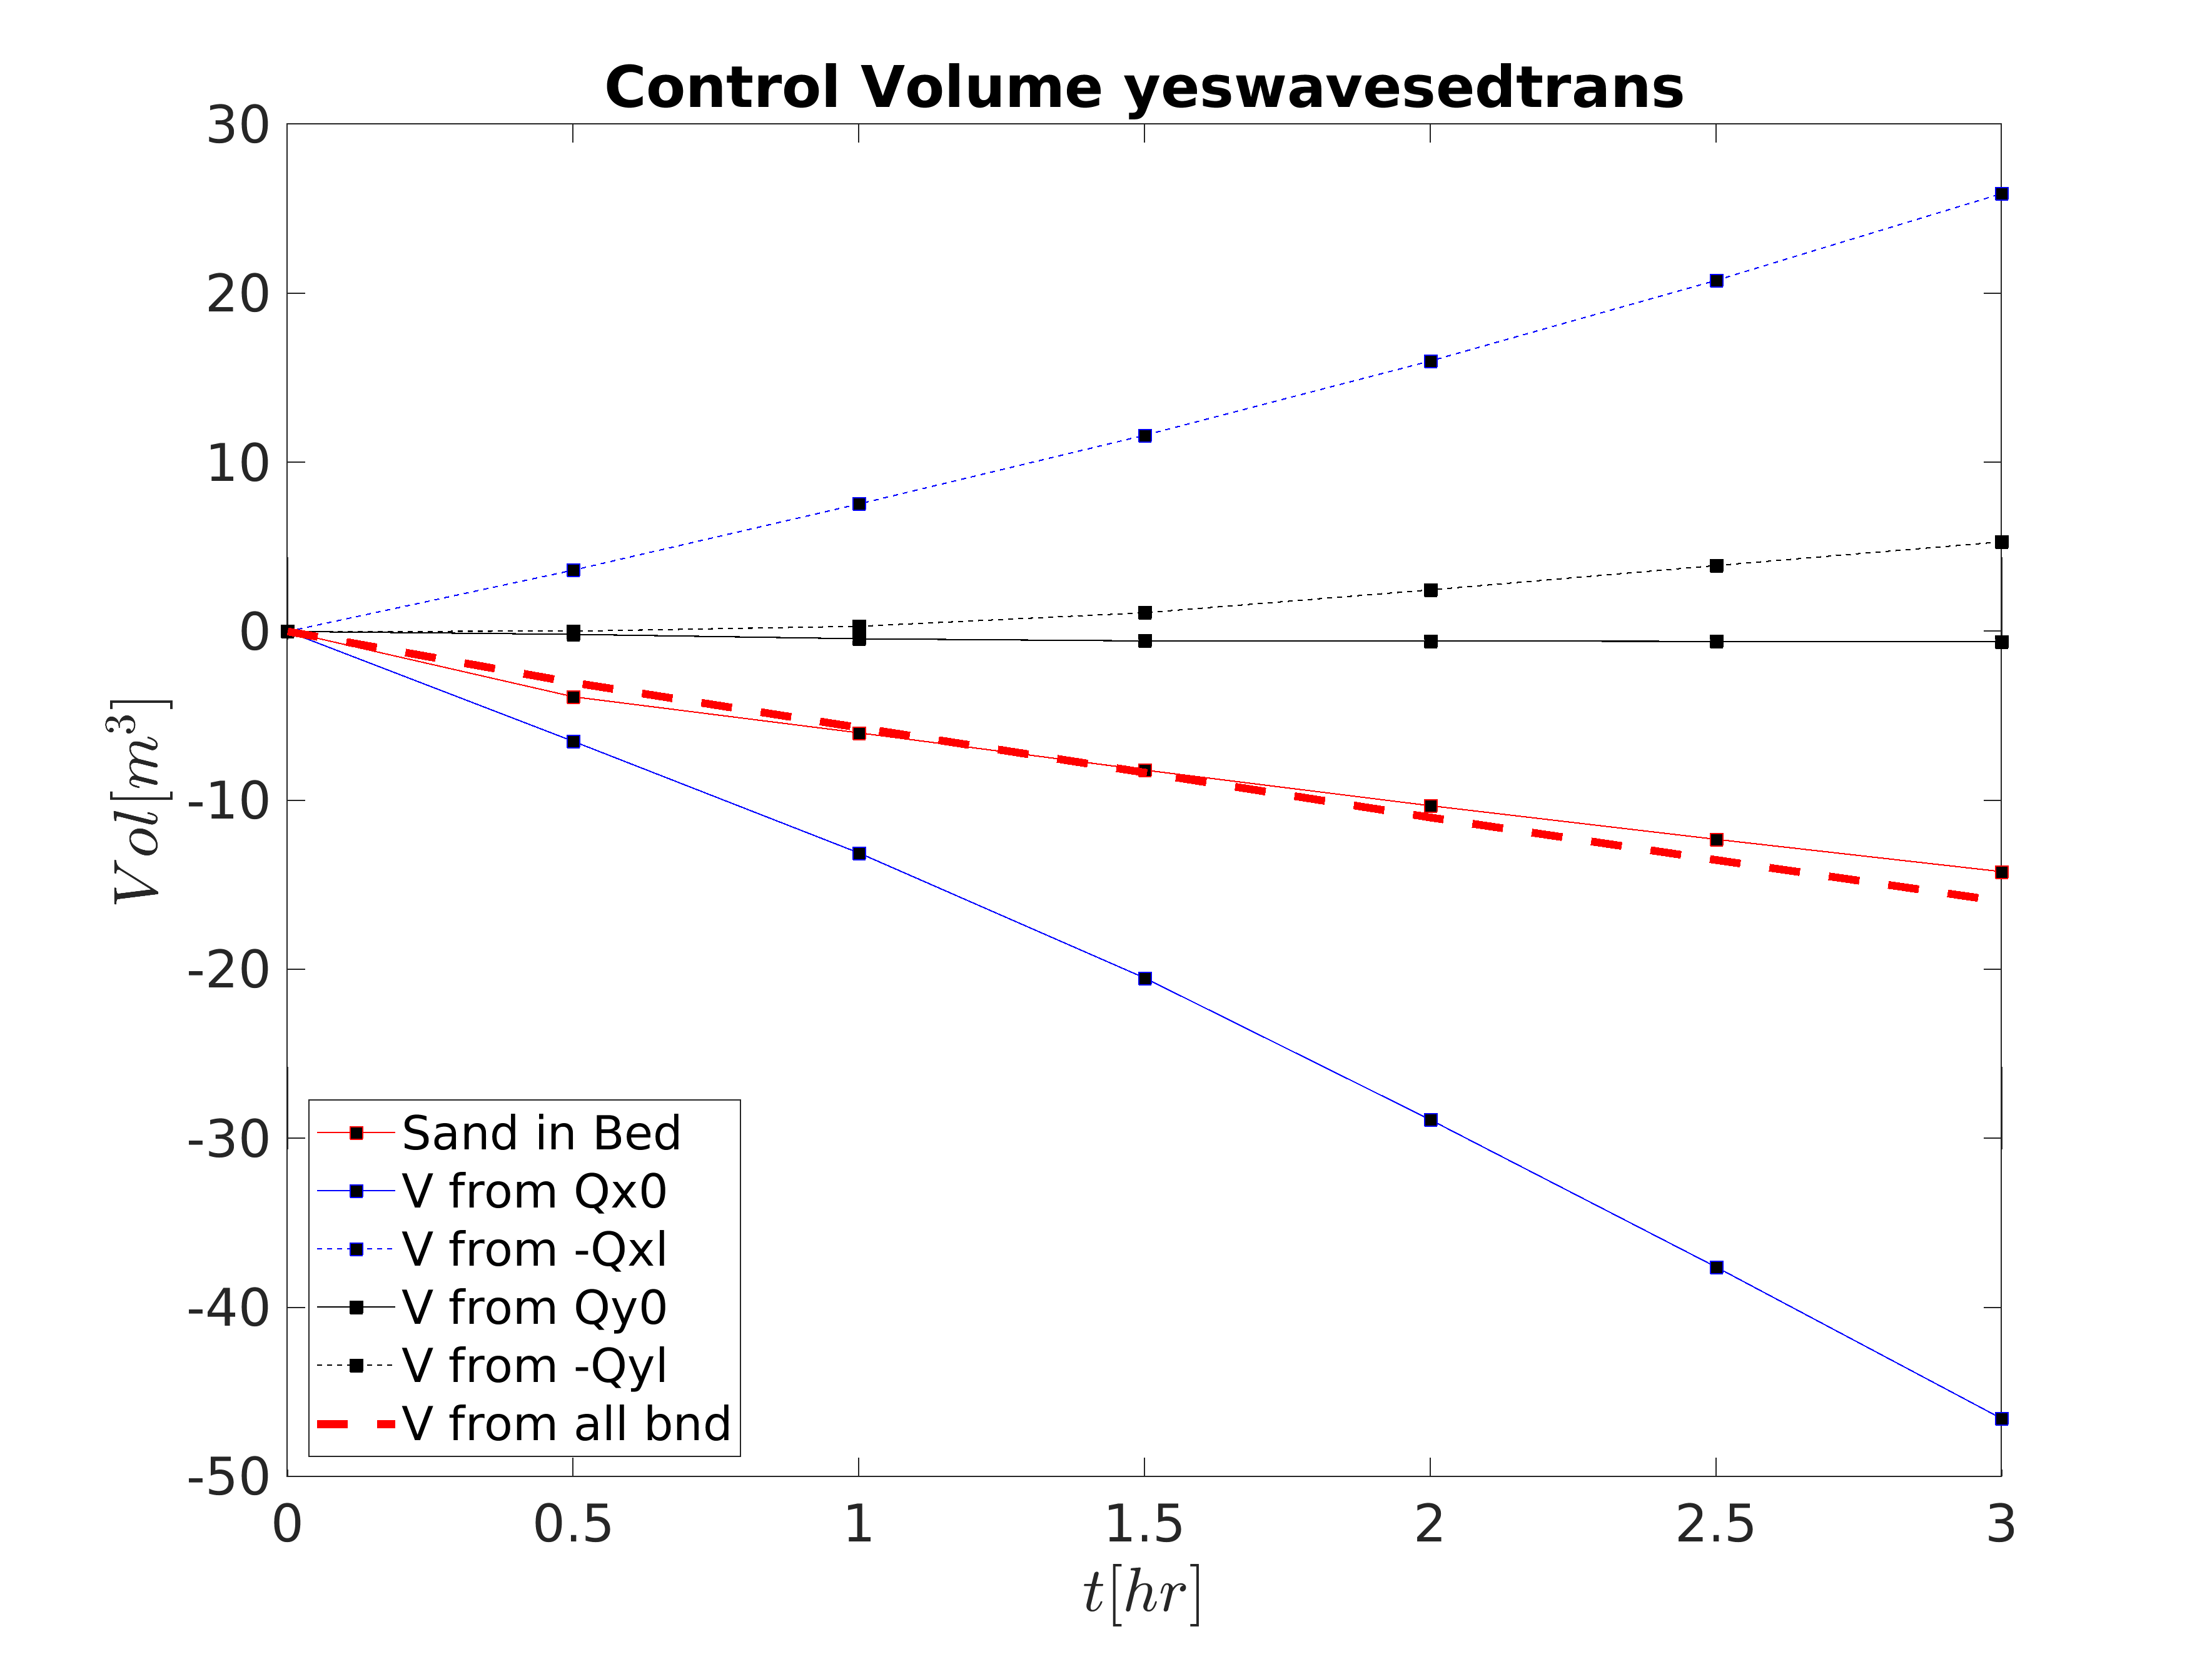 Control Volume yeswavesedtrans
30
20
10
0
-10
-20
-30
-40
-50
Vol[m³]
Sand in Bed
V from Qx0
V from -Qxl
V from Qy0
V from -Qyl
V from all bnd
0 0.5 1 1.5 2 2.5 3
t[hr]